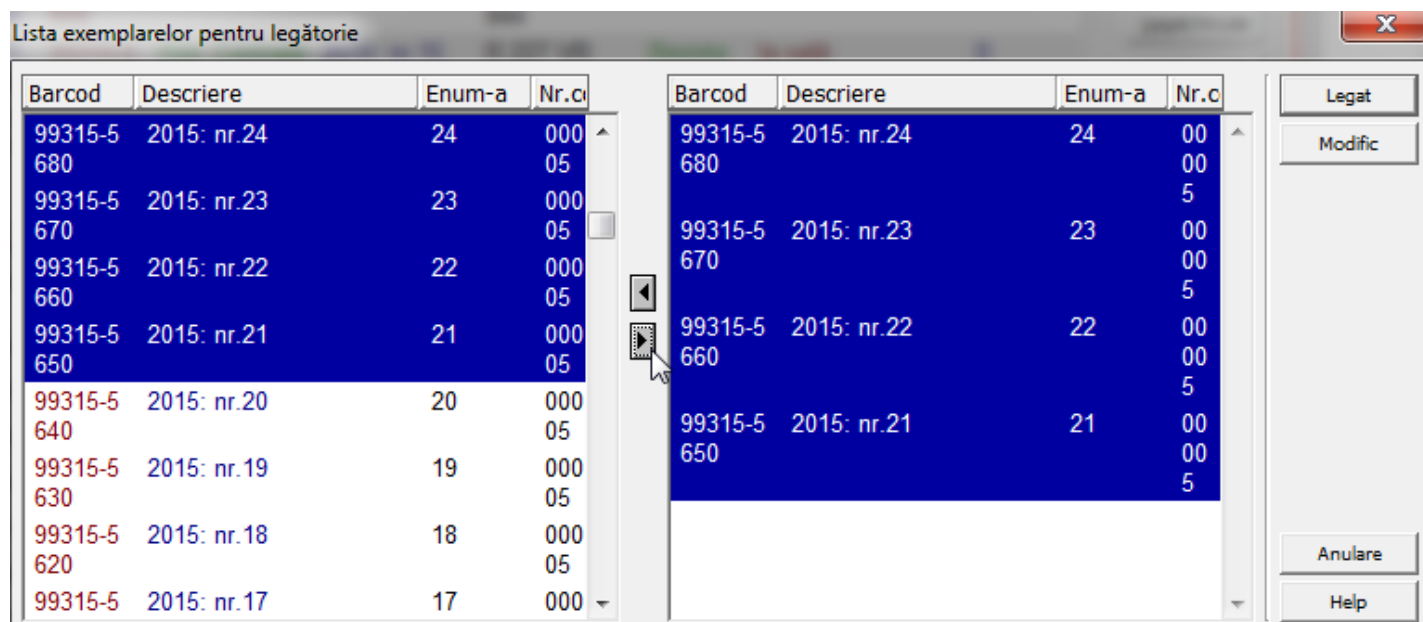 Lista exemplarelor pentru legătorie
Barcod Descriere Enum-a Nr.c
99315-5 2015: nr.24 24 000
680 05
99315-5 2015: nr.23 23 000
670 05
99315-5 2015: nr.22 22 000
660 05
99315-5 2015: nr.21 21 000
650 05
99315-5 2015: nr.20 20 000
640 05
99315-5 2015: nr.19 19 000
630 05
99315-5 2015: nr.18 18 000
620 05
99315-5 2015: nr.17 17 000
Barcod Descriere Enum-a Nr.c
99315-5 2015: nr.24 24 00
680 00
5
99315-5 2015: nr.23 23 00
670 00
5
99315-5 2015: nr.22 22 00
660 00
5
99315-5 2015: nr.21 21 00
650 00
5
Legat
Modific
Anulare
Help